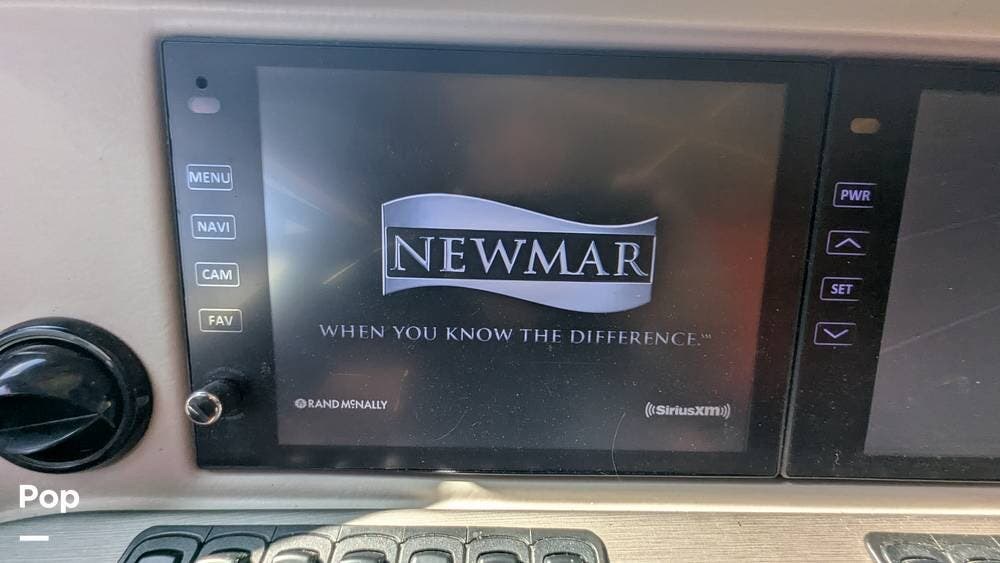 MENU
NAVI
CAM
FAV
NEWMAR
WHEN YOU KNOW THE DIFFERENCE.℠
RAND MCNALLY
((SiriusXM))
PWR
SET
Pop